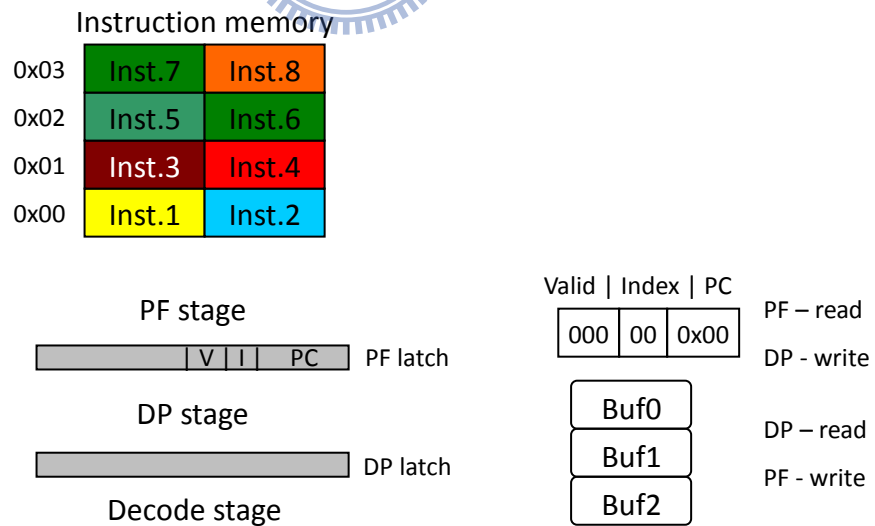 Instruction memory
0x03 Inst.7 Inst.8
0x02 Inst.5 Inst.6
0x01 Inst.3 Inst.4
0x00 Inst.1 Inst.2
Valid | Index | PC
000 00 0x00
PF – read
DP - write
PF stage
| V | I | PC PF latch
DP stage
DP latch
Decode stage
Buf0
Buf1
Buf2
DP – read
PF - write